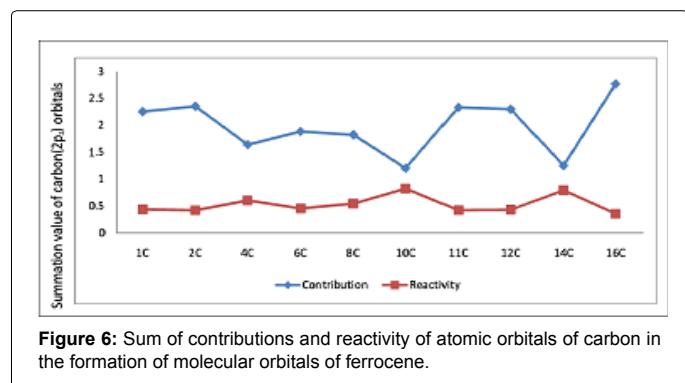 Summation value of carbon(2pz) orbitals
3
2.5
2
1.5
1
0.5
0
1C 2C 4C 6C 8C 10C 11C 12C 14C 16C
Contribution Reactivity
Figure 6: Sum of contributions and reactivity of atomic orbitals of carbon in
the formation of molecular orbitals of ferrocene.